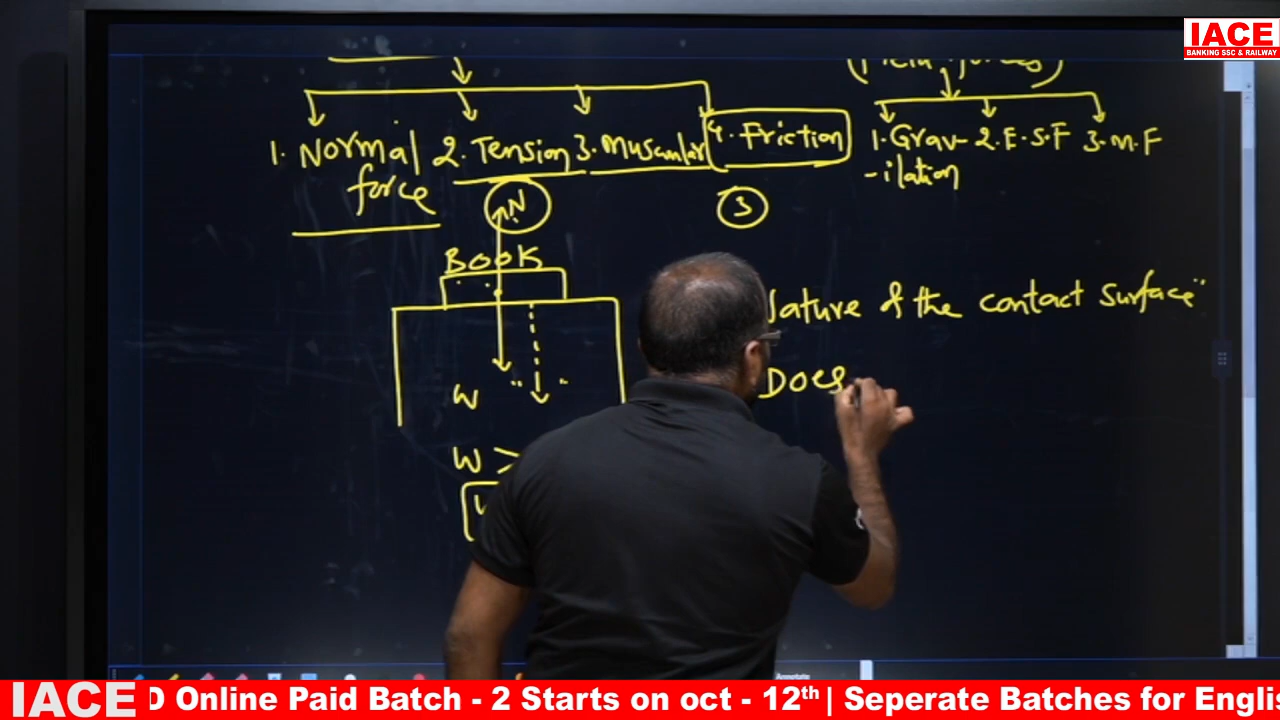 IACE
BANKING SSC & RAILWAY
1. Normal force
2. Tension
3. Muscular
4. Friction
1. Grav-
-itation
2. E.S.F
3. M.F
N
3
BOOK
W
W >
Nature of the contact surface"
Does
Annotate
IACE D Online Paid Batch - 2 Starts on oct - 12th | Seperate Batches for Englis